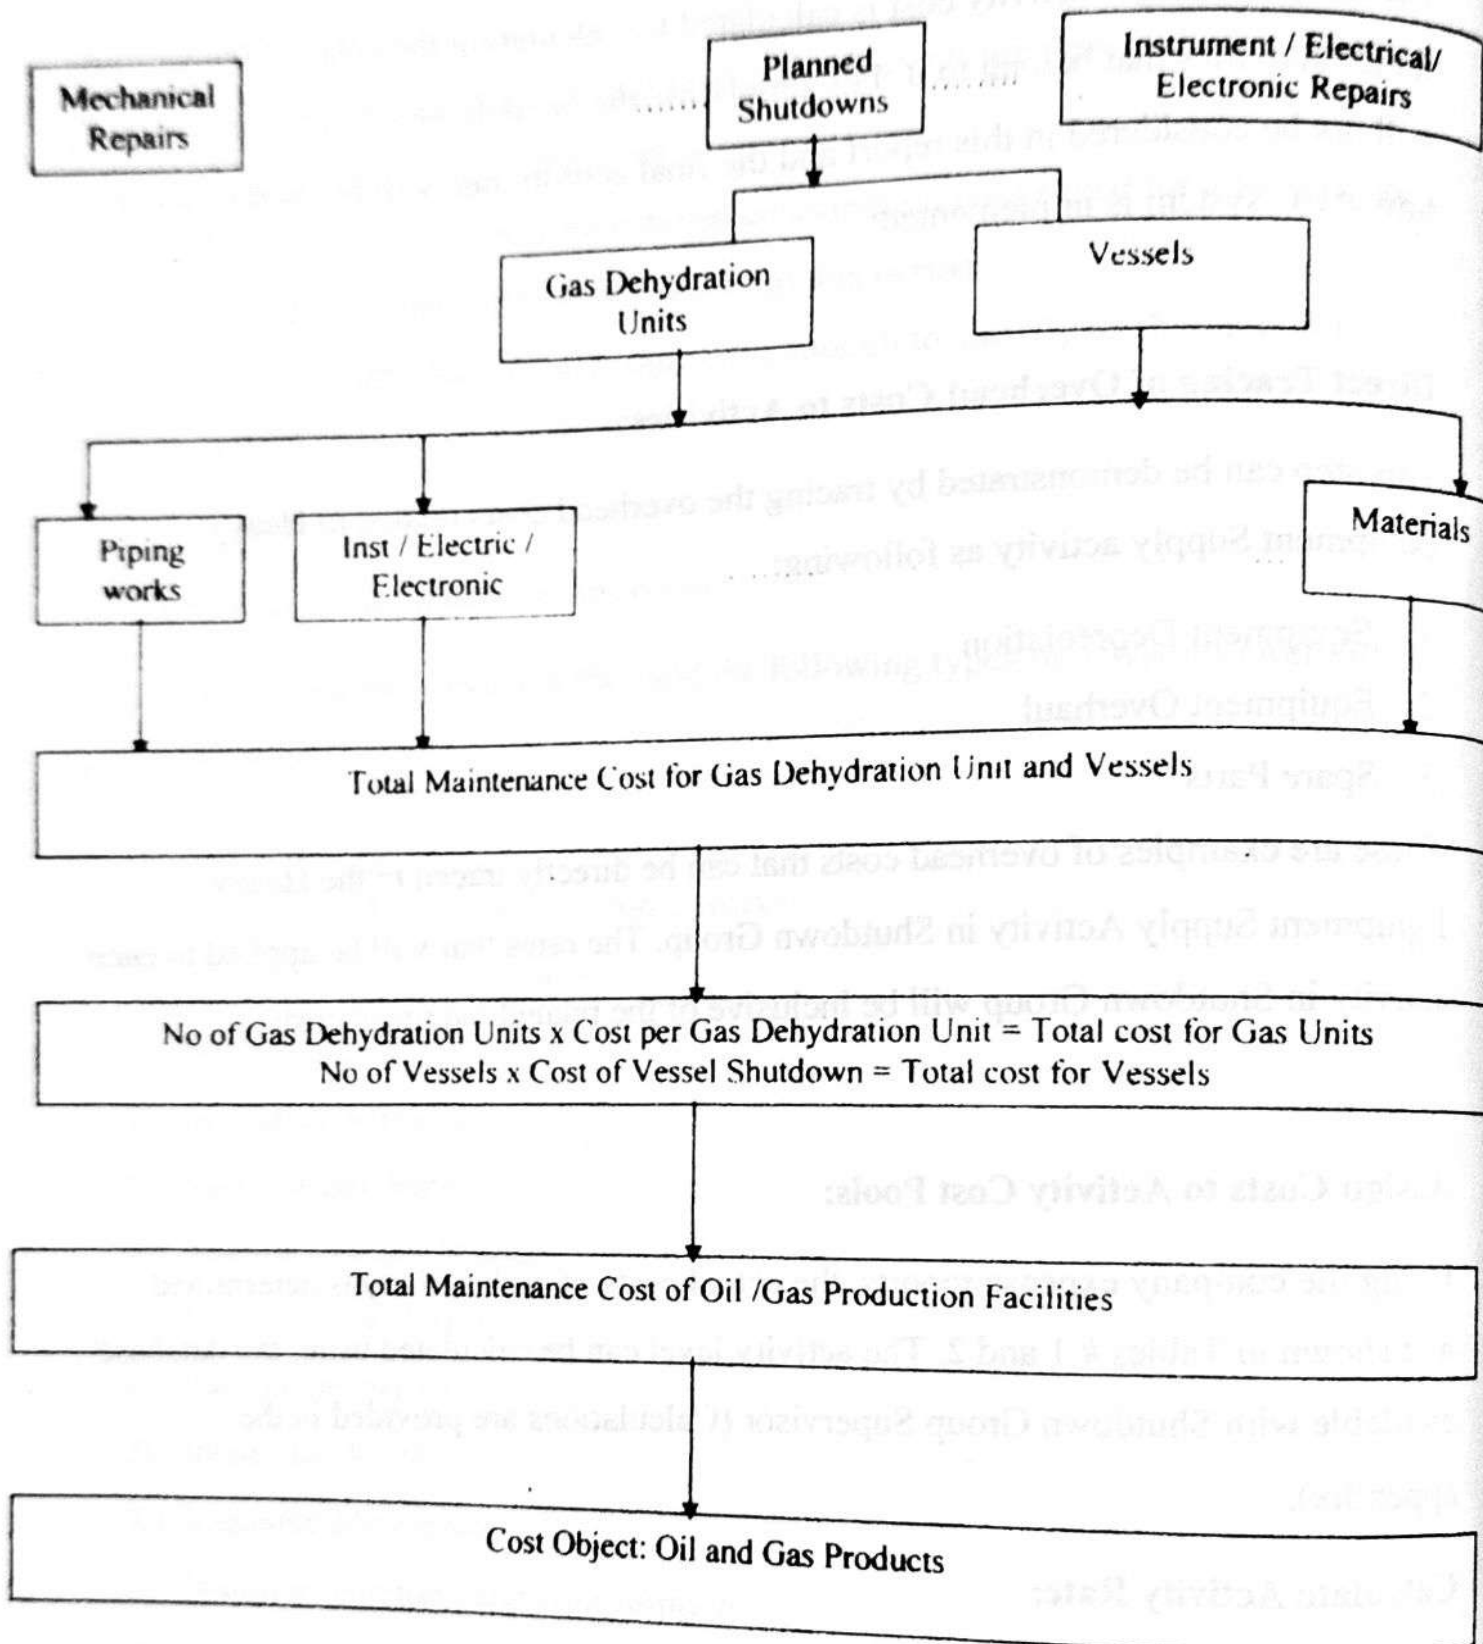 Mechanical
Repairs
Planned
Shutdowns
Instrument / Electrical/
Electronic Repairs
Gas Dehydration
Units
Vessels
Piping
works
Inst / Electric /
Electronic
Materials
Total Maintenance Cost for Gas Dehydration Unit and Vessels
No of Gas Dehydration Units x Cost per Gas Dehydration Unit = Total cost for Gas Units
No of Vessels x Cost of Vessel Shutdown = Total cost for Vessels
Total Maintenance Cost of Oil /Gas Production Facilities
Cost Object: Oil and Gas Products